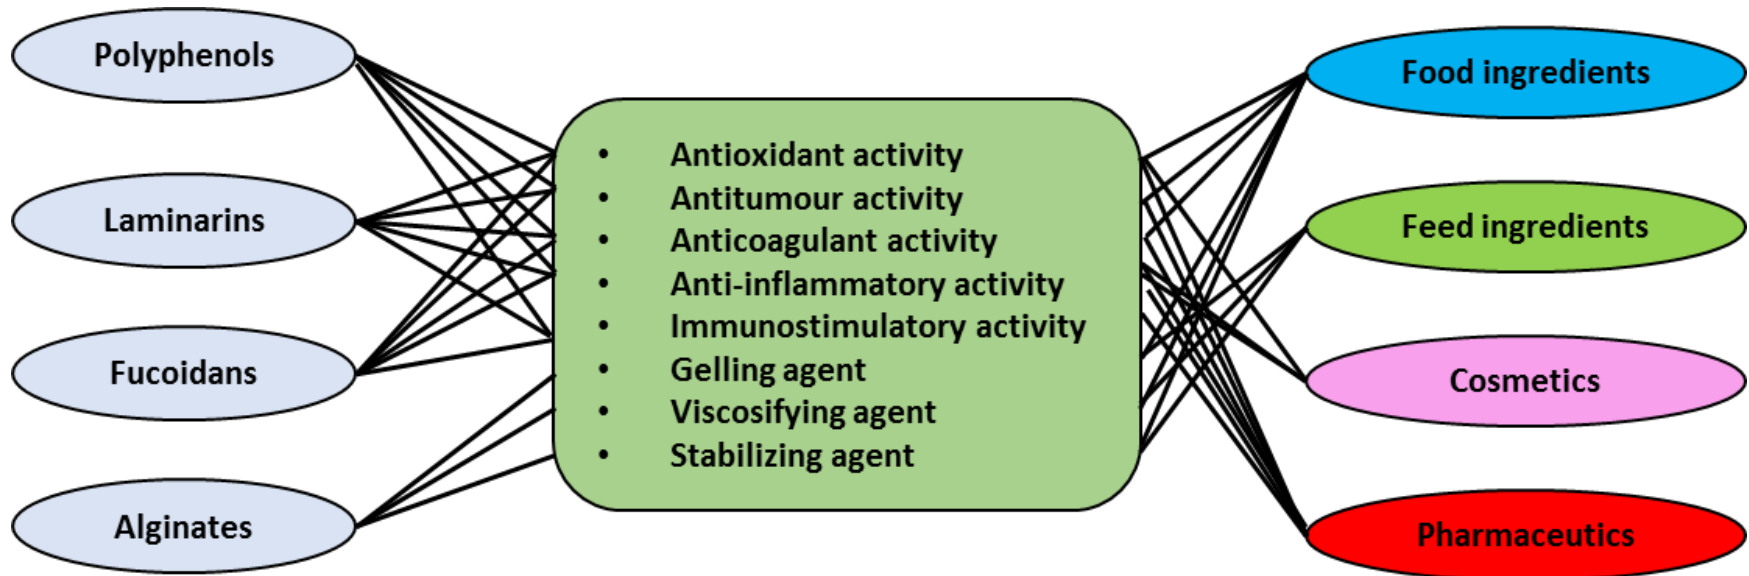 Polyphenols
Laminarins
Fucoidans
Alginates
• Antioxidant activity
• Antitumour activity
• Anticoagulant activity
• Anti-inflammatory activity
• Immunostimulatory activity
• Gelling agent
• Viscosifying agent
• Stabilizing agent
Food ingredients
Feed ingredients
Cosmetics
Pharmaceutics